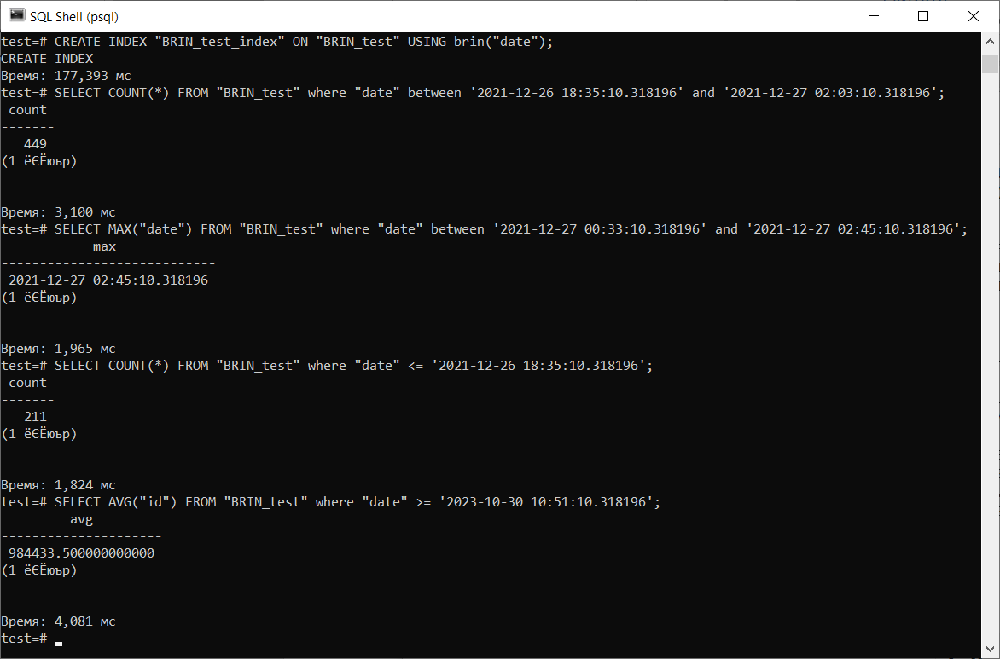 SQL Shell (psql)
test=# CREATE INDEX "BRIN_test_index" ON "BRIN_test" USING brin("date");
CREATE INDEX
Время: 177,393 мс
test=# SELECT COUNT(*) FROM "BRIN_test" where "date" between '2021-12-26 18:35:10.318196' and '2021-12-27 02:03:10.318196';
 count
-------
   449
(1 ёЄЁюър)
Время: 3,100 мс
test=# SELECT MAX("date") FROM "BRIN_test" where "date" between '2021-12-27 00:33:10.318196' and '2021-12-27 02:45:10.318196';
            max
----------------------------
 2021-12-27 02:45:10.318196
(1 ёЄЁюър)
Время: 1,965 мс
test=# SELECT COUNT(*) FROM "BRIN_test" where "date" <= '2021-12-26 18:35:10.318196';
 count
-------
   211
(1 ёЄЁюър)
Время: 1,824 мс
test=# SELECT AVG("id") FROM "BRIN_test" where "date" >= '2023-10-30 10:51:10.318196';
         avg
---------------------
 984433.500000000000
(1 ёЄЁюър)
Время: 4,081 мс
test=#